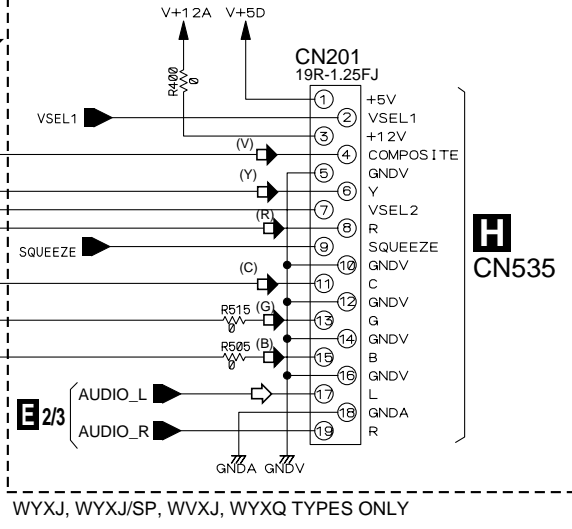 V+12A V+5D
CN201
19R-1.25FJ
R400
0
1 +5V
VSEL1 2 VSEL1
3 +12V
(V) 4 COMPOSITE
5 GNDV
(Y) 6 Y
7 VSEL2
(R) 8 R
SQUEEZE 9 SQUEEZE
H
CN535
10 GNDV
(C) 11 C
12 GNDV
R515 0 (G) 13 G
14 GNDV
R505 0 (B) 15 B
16 GNDV
E 2/3
AUDIO_L 17 L
18 GNDA
AUDIO_R 19 R
GNDA GNDV
WYXJ, WYXJ/SP, WVXJ, WYXQ TYPES ONLY